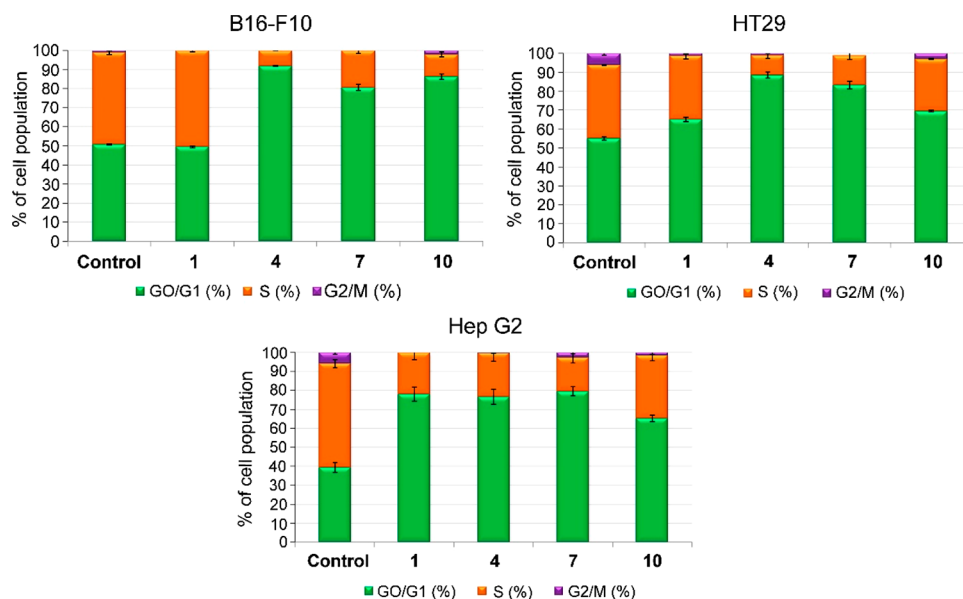 B16-F10
% of cell population
100
90
80
70
60
50
40
30
20
10
0
Control 1 4 7 10
GO/G1 (%) S (%) G2/M (%)
HT29
% of cell population
100
90
80
70
60
50
40
30
20
10
0
Control 1 4 7 10
GO/G1 (%) S (%) G2/M (%)
Hep G2
% of cell population
100
90
80
70
60
50
40
30
20
10
0
Control 1 4 7 10
GO/G1 (%) S (%) G2/M (%)